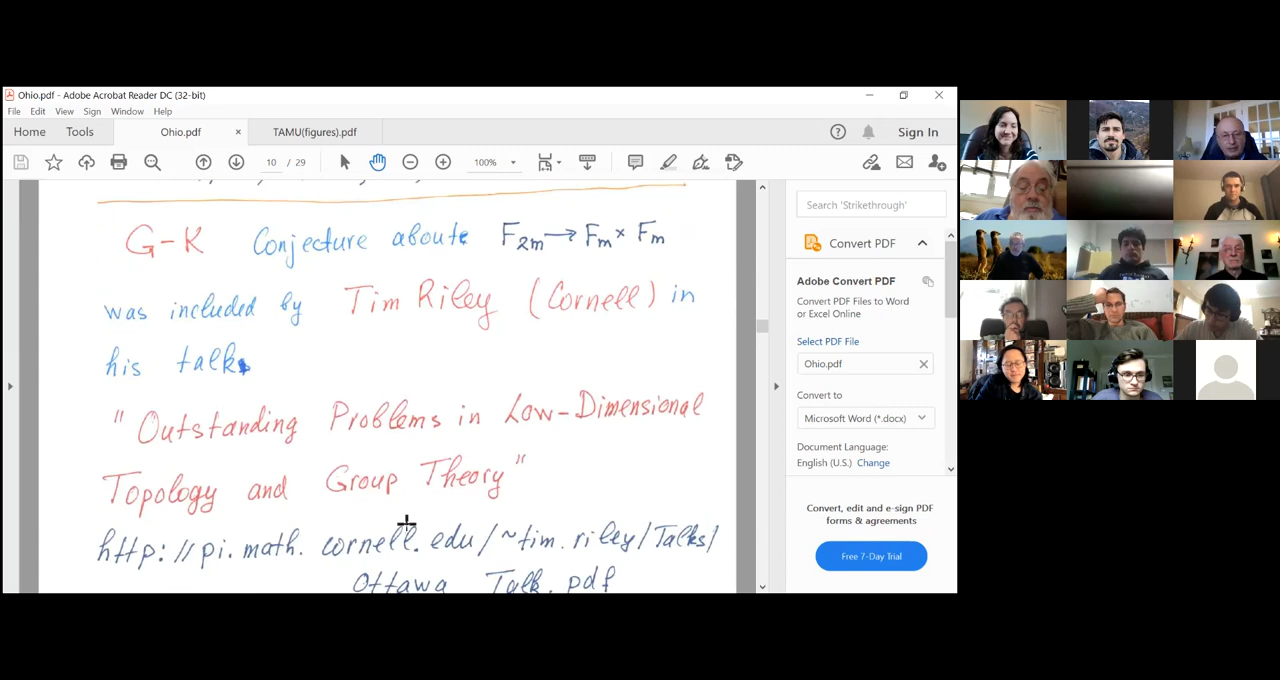 Ohio.pdf - Adobe Acrobat Reader DC (32-bit)
File Edit View Sign Window Help
Home Tools Ohio.pdf × TAMU(figures).pdf Sign In
10 / 29 100%
G-K Conjecture about F2m → Fm × Fm
was included by Tim Riley (Cornell) in
his talk
"Outstanding Problems in Low-Dimensional
Topology and Group Theory"
http://pi.math.cornell.edu/~tim.riley/Talks/
Ottawa Talk.pdf
Search 'Strikethrough'
Convert PDF
Adobe Convert PDF
Convert PDF Files to Word
or Excel Online
Select PDF File
Ohio.pdf
Convert to
Microsoft Word (*.docx)
Document Language:
English (U.S.) Change
Convert, edit and e-sign PDF
forms & agreements
Free 7-Day Trial